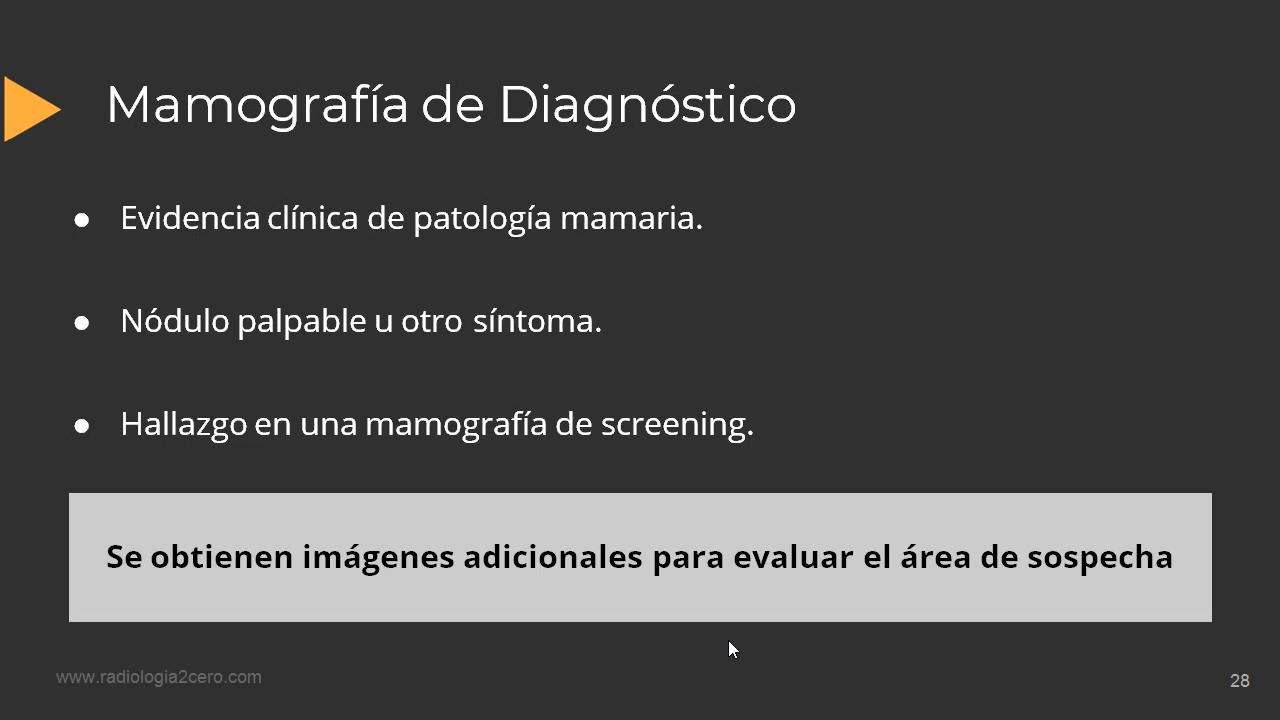 Mamografía de Diagnóstico
● Evidencia clínica de patología mamaria.
● Nódulo palpable u otro síntoma.
● Hallazgo en una mamografía de screening.
Se obtienen imágenes adicionales para evaluar el área de sospecha
www.radiologia2cero.com
28